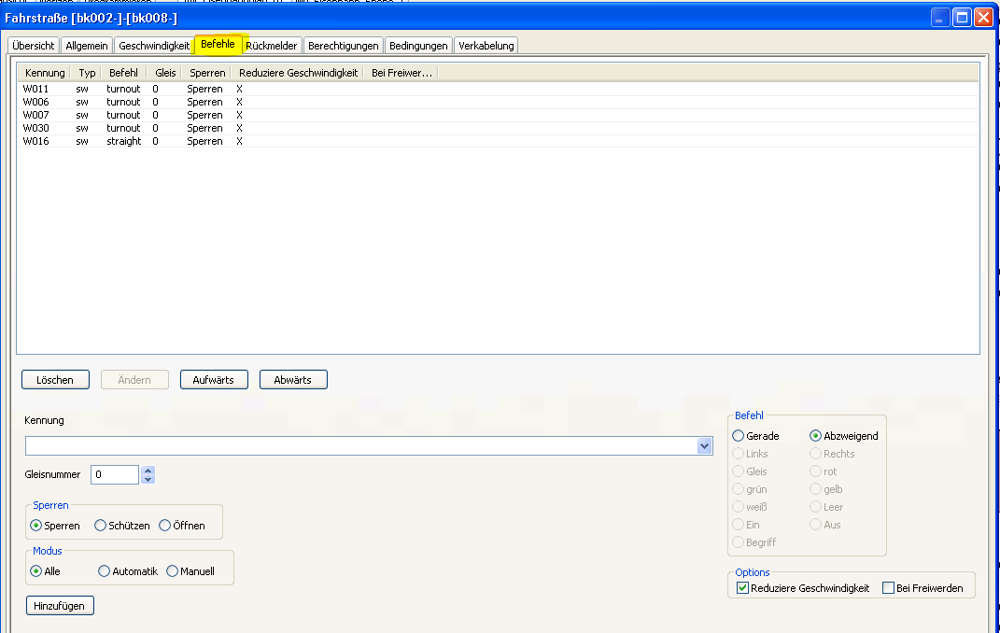 Fahrstraße [bk002-]-[bk008-]
Übersicht Allgemein Geschwindigkeit Befehle Rückmelder Berechtigungen Bedingungen Verkabelung
Kennung Typ Befehl Gleis Sperren Reduziere Geschwindigkeit Bei Freiwer...
W011 sw turnout 0 Sperren X
W006 sw turnout 0 Sperren X
W007 sw turnout 0 Sperren X
W030 sw turnout 0 Sperren X
W016 sw straight 0 Sperren X
Löschen Ändern Aufwärts Abwärts
Kennung
Gleisnummer 0
Sperren
Sperren Schützen Öffnen
Modus
Alle Automatik Manuell
Hinzufügen
Befehl
Gerade Abzweigend
Links Rechts
Gleis rot
grün gelb
weiß Leer
Ein Aus
Begriff
Options
Reduziere Geschwindigkeit Bei Freiwerden